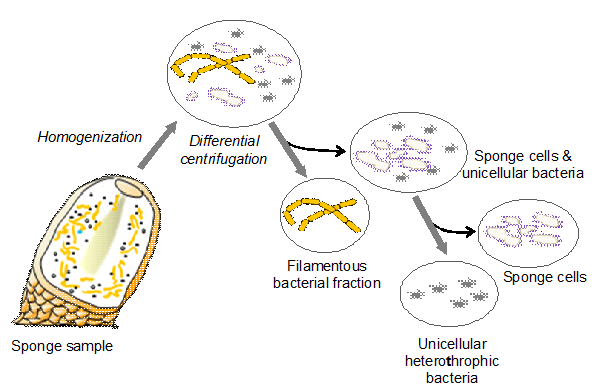 Homogenization
Differential
centrifugation
Sponge cells &
unicellular bacteria
Filamentous
bacterial fraction
Sponge cells
Sponge sample
Unicellular
heterothrophic
bacteria